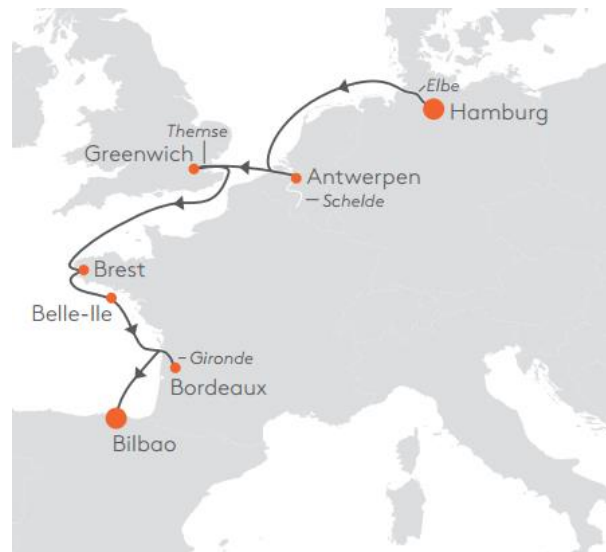 Elbe
Hamburg
Themse
Greenwich
Antwerpen
Schelde
Brest
Belle-Ile
Gironde
Bordeaux
Bilbao